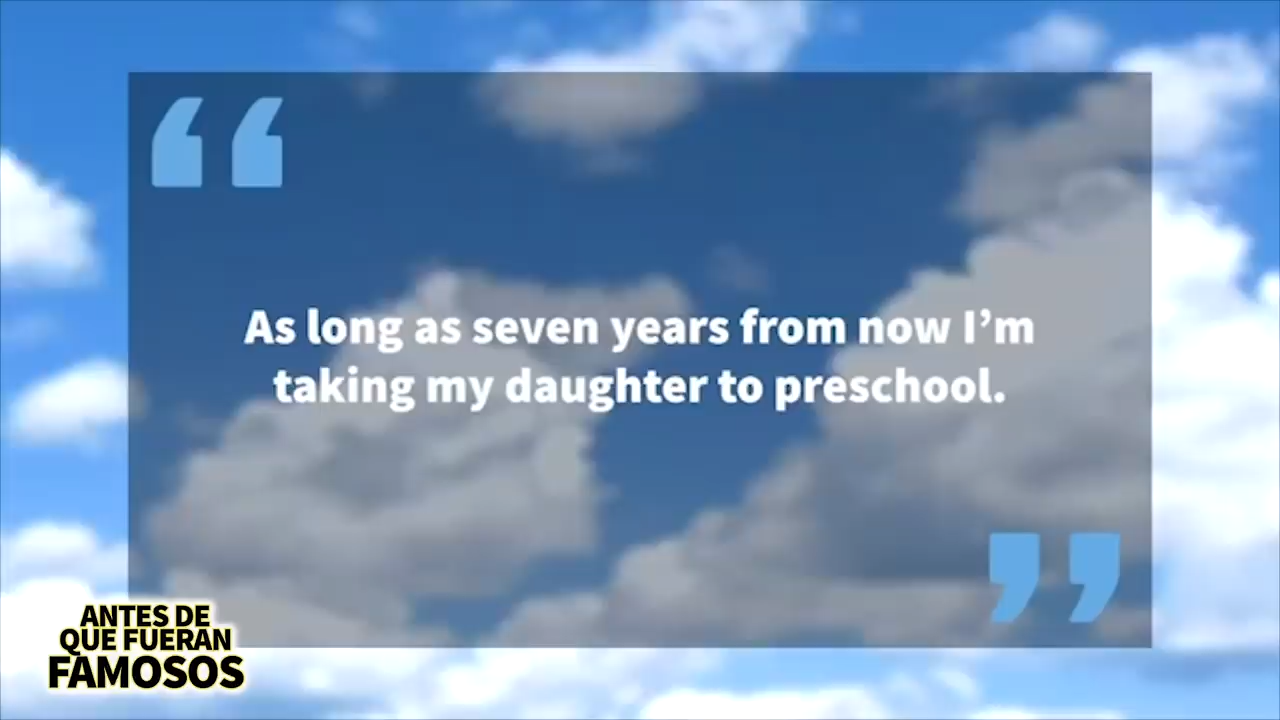 “
As long as seven years from now I’m
taking my daughter to preschool.
”
ANTES DE
QUE FUERAN
FAMOSOS